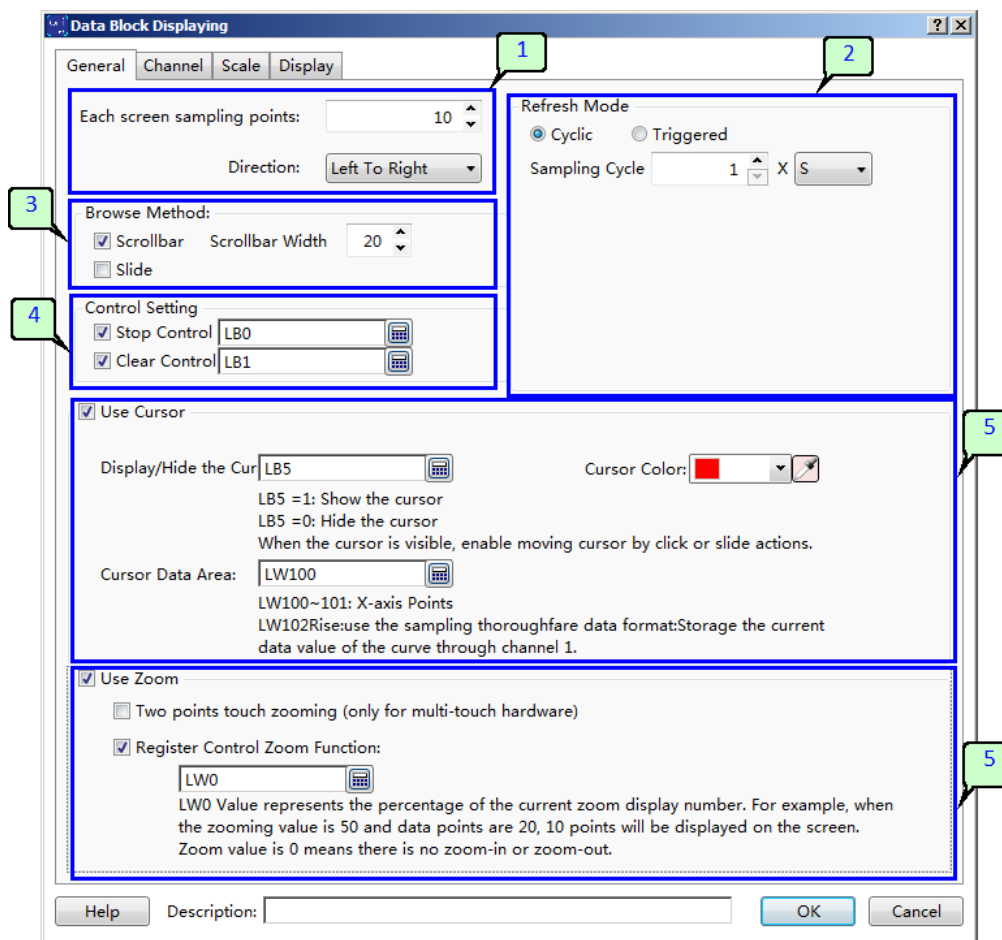 Data Block Displaying
General Channel Scale Display
1
2
Each screen sampling points: 10
Direction: Left To Right
Refresh Mode
Cyclic Triggered
Sampling Cycle 1 X S
3
Browse Method:
Scrollbar Scrollbar Width 20
Slide
4
Control Setting
Stop Control LB0
Clear Control LB1
Use Cursor
5
Display/Hide the Cur LB5 Cursor Color:
LB5 =1: Show the cursor
LB5 =0: Hide the cursor
When the cursor is visible, enable moving cursor by click or slide actions.
Cursor Data Area: LW100
LW100~101: X-axis Points
LW102Rise:use the sampling thoroughfare data format:Storage the current
data value of the curve through channel 1.
Use Zoom
Two points touch zooming (only for multi-touch hardware)
Register Control Zoom Function:
5
LW0
LW0 Value represents the percentage of the current zoom display number. For example, when
the zooming value is 50 and data points are 20, 10 points will be displayed on the screen.
Zoom value is 0 means there is no zoom-in or zoom-out.
Help Description: OK Cancel